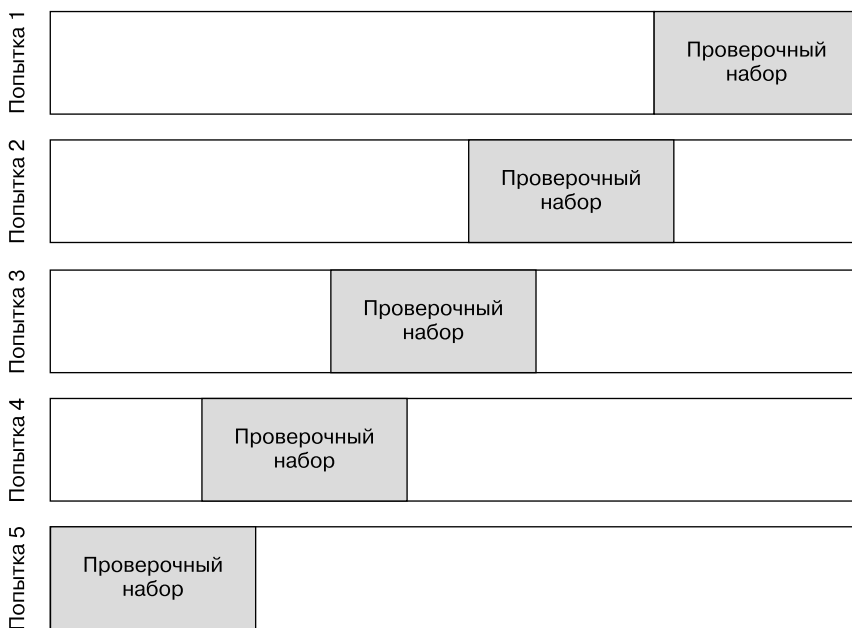 Попытка 1
Проверочный
набор
Попытка 2
Проверочный
набор
Попытка 3
Проверочный
набор
Попытка 4
Проверочный
набор
Попытка 5
Проверочный
набор